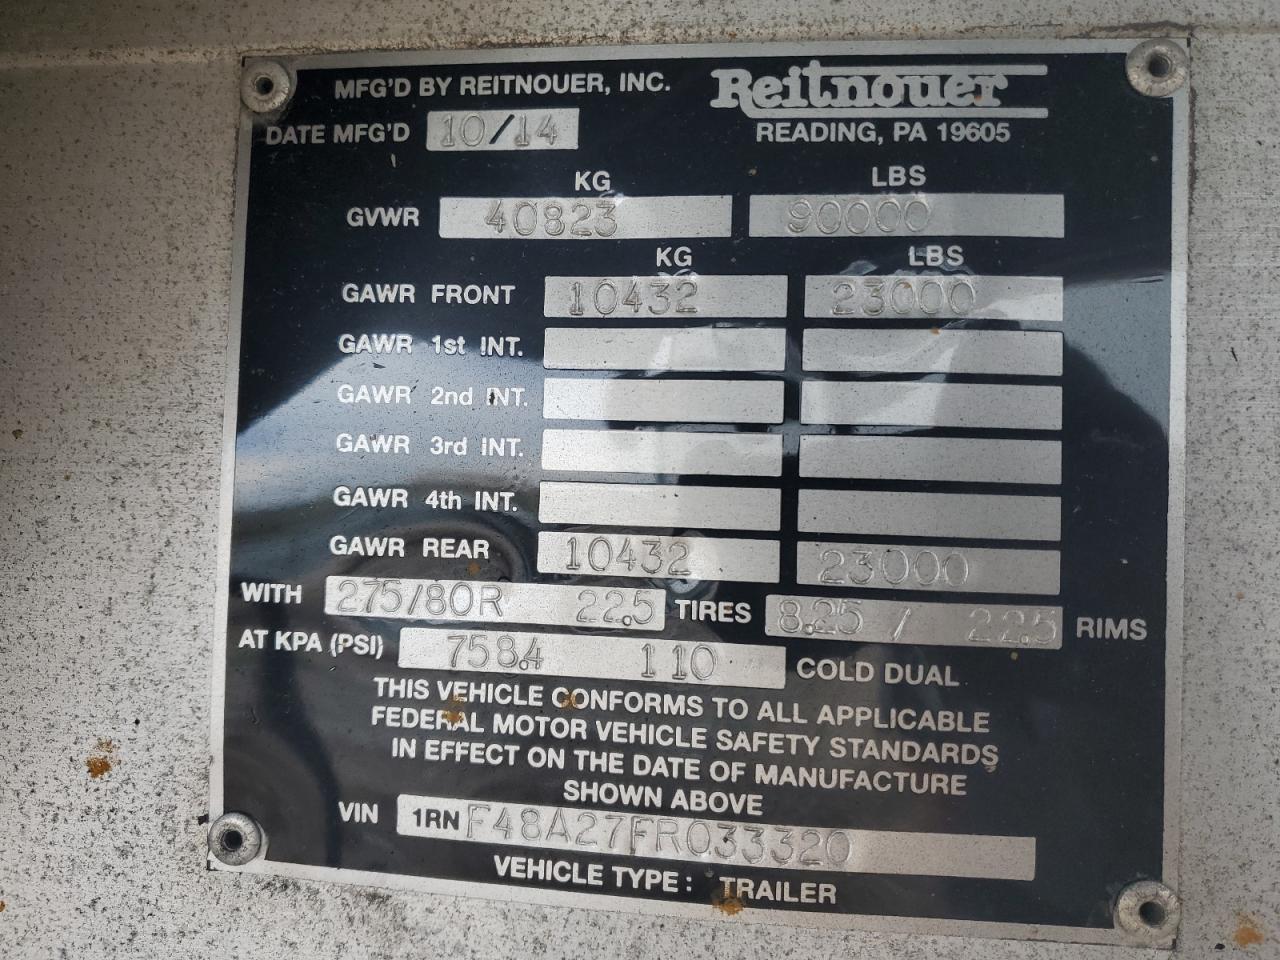 MFG'D BY REITNOUER, INC. Reitnouer
DATE MFG'D 10/14 READING, PA 19605
KG LBS
GVWR 40823 90000
KG LBS
GAWR FRONT 10432 23000
GAWR 1st INT.
GAWR 2nd INT.
GAWR 3rd INT.
GAWR 4th INT.
GAWR REAR 10432 23000
WITH 275/80R 22.5 TIRES 8.25 / 22.5 RIMS
AT KPA (PSI) 758.4 110 COLD DUAL
THIS VEHICLE CONFORMS TO ALL APPLICABLE
FEDERAL MOTOR VEHICLE SAFETY STANDARDS
IN EFFECT ON THE DATE OF MANUFACTURE
SHOWN ABOVE
VIN 1RNF48A27FR033320
VEHICLE TYPE: TRAILER